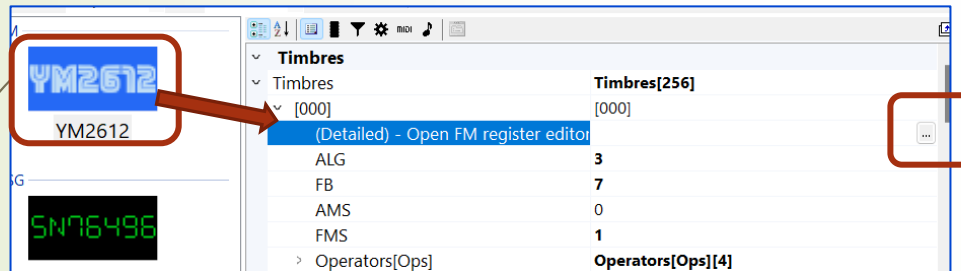 M
YM2612
YM2612
SG
SN76496
MIDI
Timbres
Timbres Timbres[256]
[000] [000]
(Detailed) - Open FM register editor ...
ALG 3
FB 7
AMS 0
FMS 1
Operators[Ops] Operators[Ops][4]